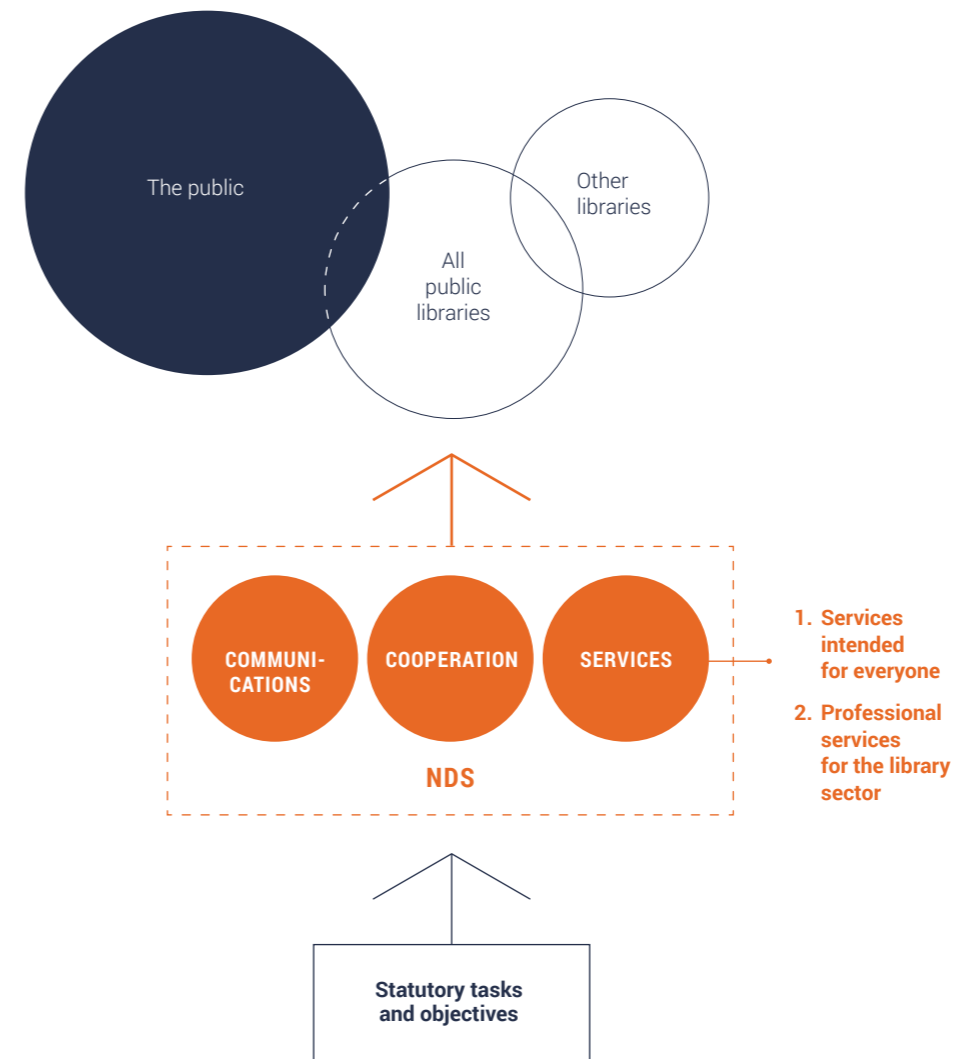 The public
Other
libraries
All
public
libraries
COMMUNI-
CATIONS
COOPERATION
SERVICES
NDS
1. Services
intended
for everyone
2. Professional
services
for the library
sector
Statutory tasks
and objectives